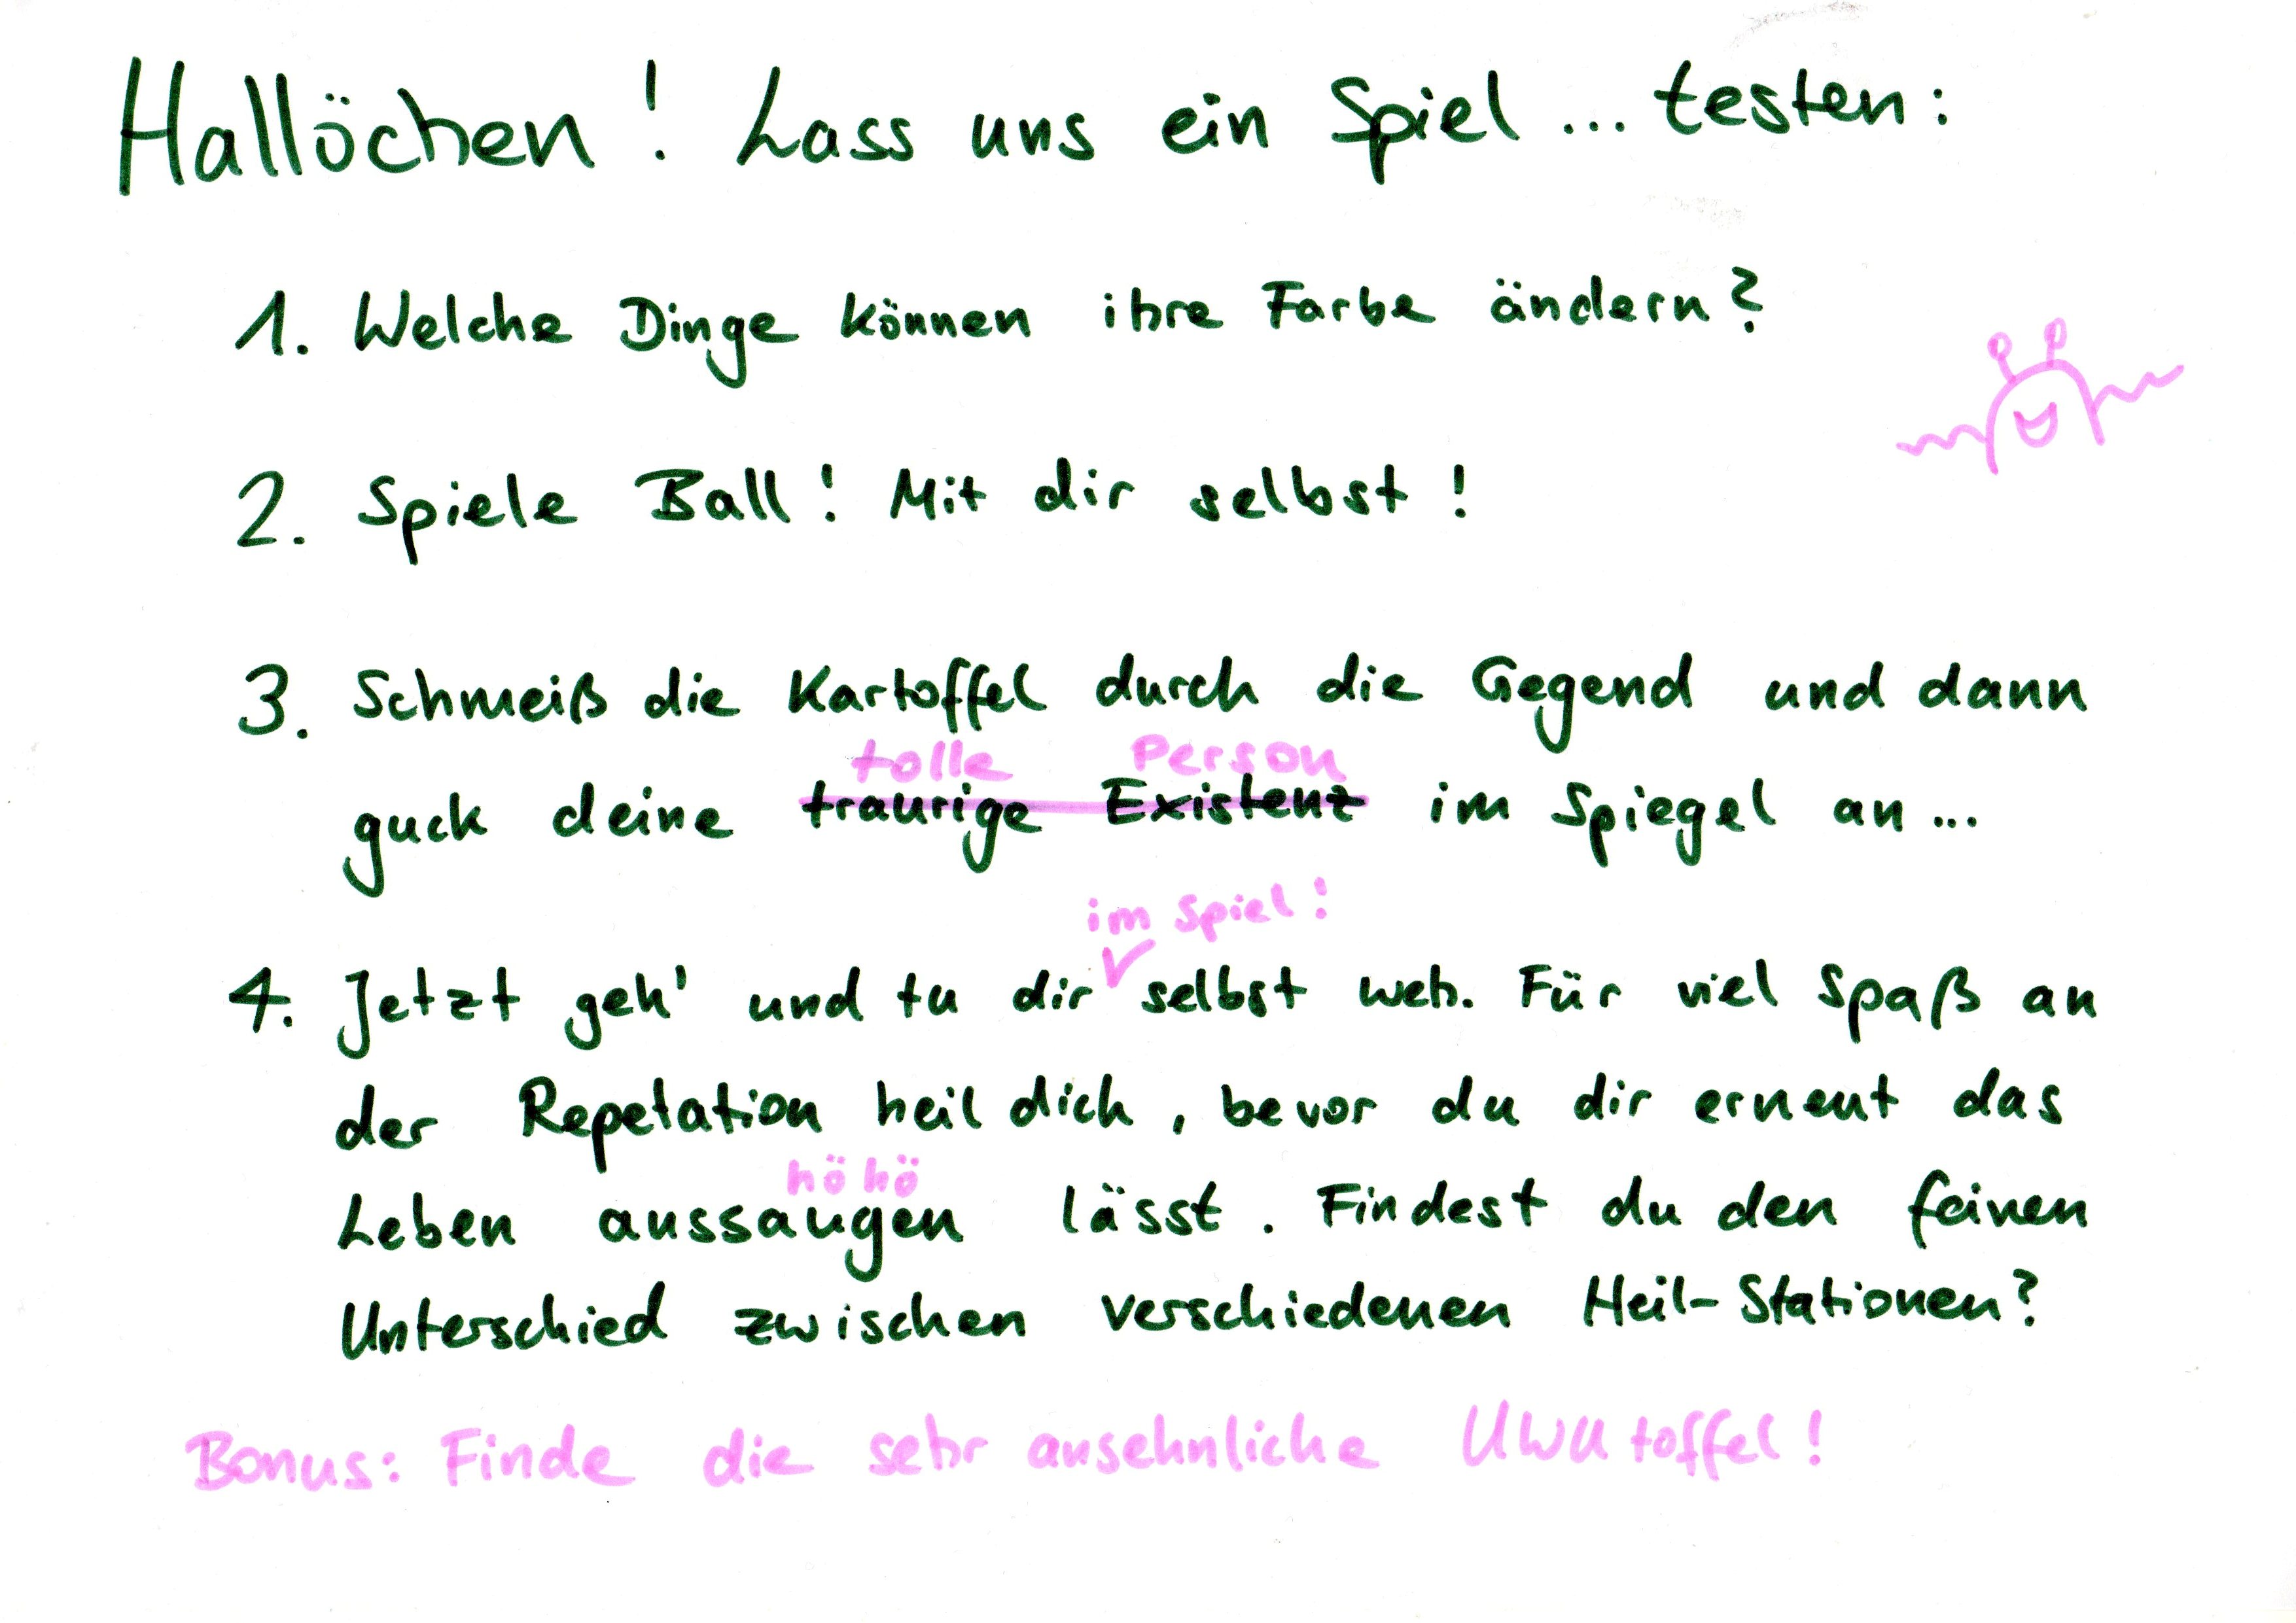 Hallöchen! Lass uns ein Spiel... testen:
1. Welche Dinge können ihre Farbe ändern?
2. Spiele Ball! Mit dir selbst!
3. Schmeiß die Kartoffel durch die Gegend und dann
tolle Person
guck deine traurige Existenz im Spiegel an...
im Spiel!
4. Jetzt geh' und tu dir selbst weh. Für viel Spaß an
der Repetation heil dich, bevor du dir erneut das
höhö
Leben aussaugen lässt. Findest du den feinen
Unterschied zwischen verschiedenen Heil-Stationen?
Bonus: Finde die sehr ansehnliche UWUtoffel!